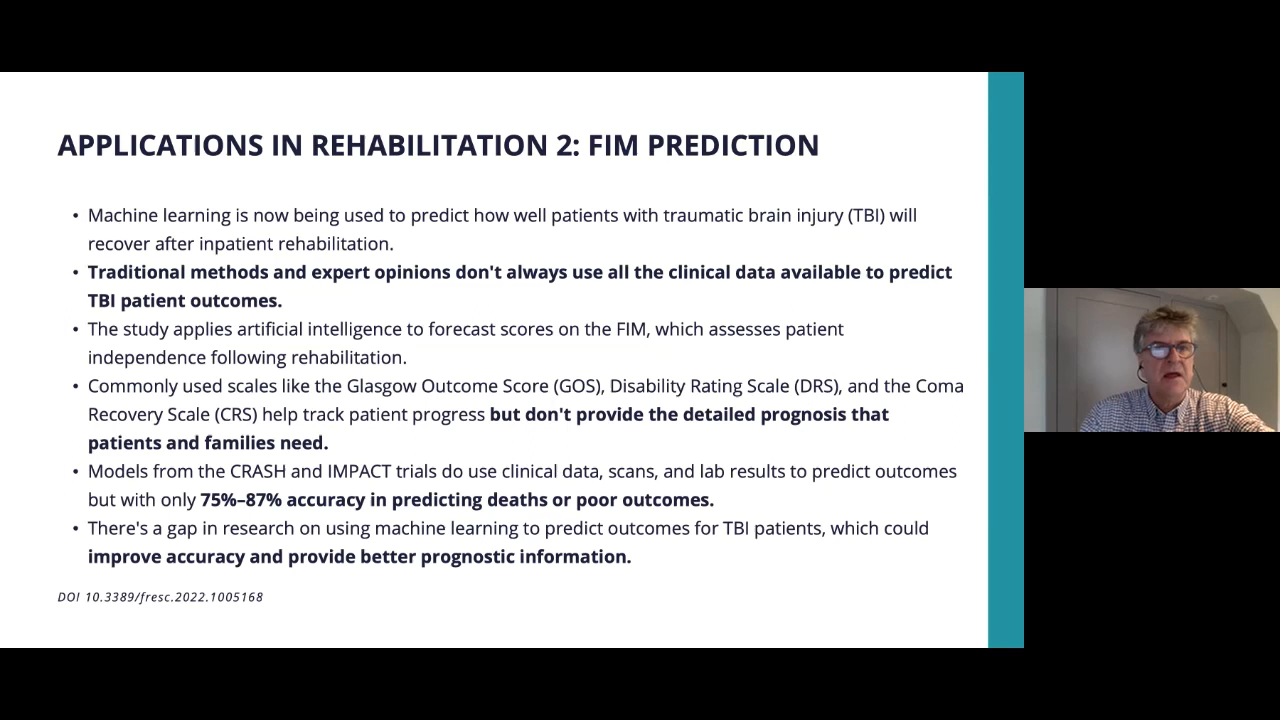 APPLICATIONS IN REHABILITATION 2: FIM PREDICTION
• Machine learning is now being used to predict how well patients with traumatic brain injury (TBI) will
recover after inpatient rehabilitation.
• Traditional methods and expert opinions don't always use all the clinical data available to predict
TBI patient outcomes.
• The study applies artificial intelligence to forecast scores on the FIM, which assesses patient
independence following rehabilitation.
• Commonly used scales like the Glasgow Outcome Score (GOS), Disability Rating Scale (DRS), and the Coma
Recovery Scale (CRS) help track patient progress but don't provide the detailed prognosis that
patients and families need.
• Models from the CRASH and IMPACT trials do use clinical data, scans, and lab results to predict outcomes
but with only 75%–87% accuracy in predicting deaths or poor outcomes.
• There's a gap in research on using machine learning to predict outcomes for TBI patients, which could
improve accuracy and provide better prognostic information.
DOI 10.3389/fresc.2022.1005168